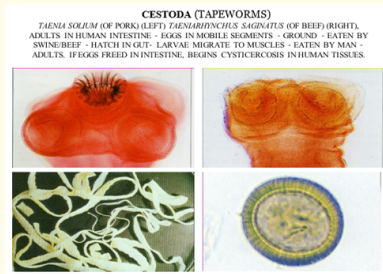 CESTODA (TAPEWORMS)
TAENIA SOLIUM (OF PORK) (LEFT) TAENIARHYNCHUS SAGINATUS (OF BEEF) (RIGHT),
ADULTS IN HUMAN INTESTINE - EGGS IN MOBILE SEGMENTS - GROUND - EATEN BY
SWINE/BEEF - HATCH IN GUT- LARVAE MIGRATE TO MUSCLES - EATEN BY MAN -
ADULTS. IF EGGS FREED IN INTESTINE, BEGINS CYSTICERCOSIS IN HUMAN TISSUES.